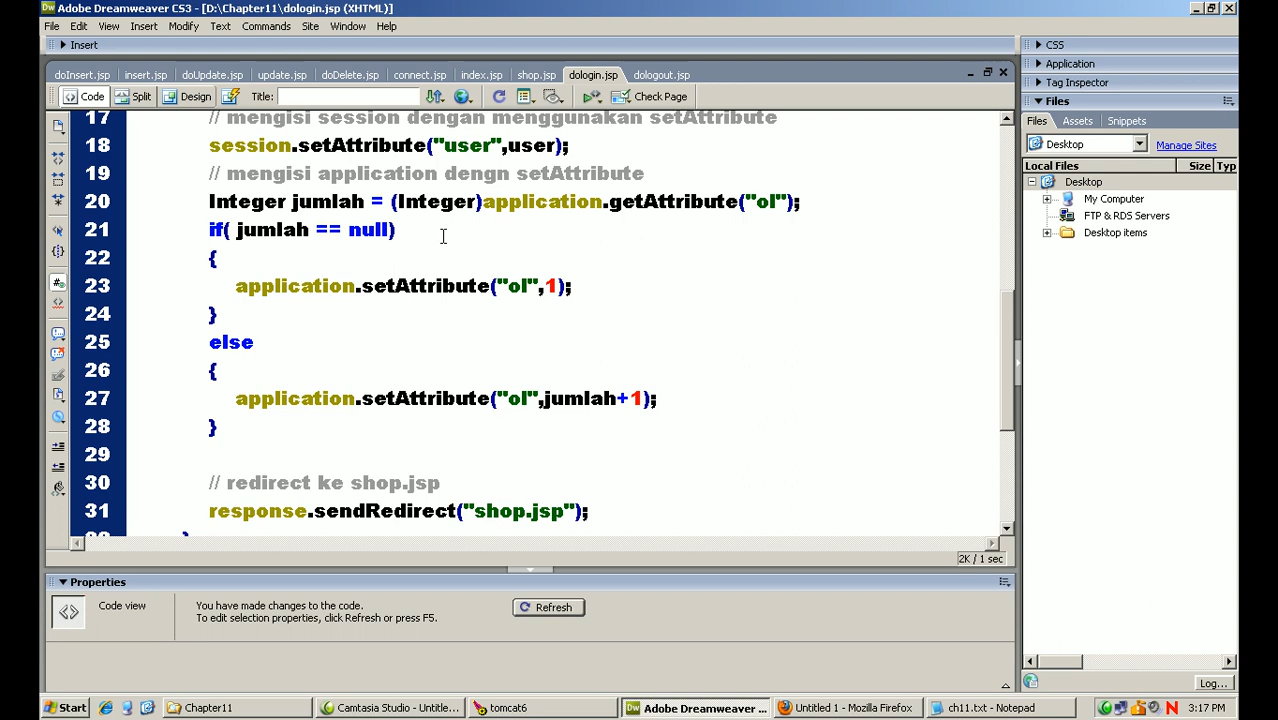 Adobe Dreamweaver CS3 - [D:\Chapter11\dologin.jsp (XHTML)]
File Edit View Insert Modify Text Commands Site Window Help
Insert
doInsert.jsp insert.jsp doUpdate.jsp update.jsp doDelete.jsp connect.jsp index.jsp shop.jsp dologin.jsp dologout.jsp
Code Split Design Title: Check Page
17 // mengisi session dengan menggunakan setAttribute
18 session.setAttribute("user",user);
19 // mengisi application dengn setAttribute
20 Integer jumlah = (Integer)application.getAttribute("ol");
21 if( jumlah == null)
22 {
23 application.setAttribute("ol",1);
24 }
25 else
26 {
27 application.setAttribute("ol",jumlah+1);
28 }
29
30 // redirect ke shop.jsp
31 response.sendRedirect("shop.jsp");
2K / 1 sec
Properties
Code view
You have made changes to the code.
To edit selection properties, click Refresh or press F5.
Refresh
CSS
Application
Tag Inspector
Files
Files Assets Snippets
Desktop Manage Sites
Local Files Size Typ
Desktop
My Computer
FTP & RDS Servers
Desktop items
Log...
Start Chapter11 Camtasia Studio - Untitle... tomcat6 Adobe Dreamweaver ... Untitled 1 - Mozilla Firefox ch11.txt - Notepad 3:17 PM